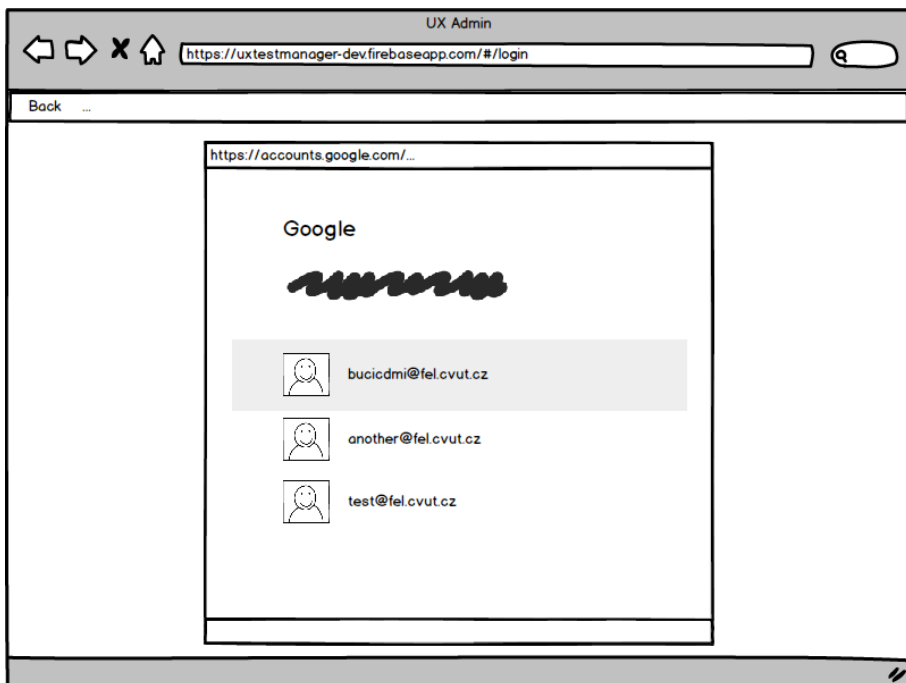 UX Admin
https://uxtestmanager-dev.firebaseapp.com/#/login
Back ...
https://accounts.google.com/...
Google
bucicdmi@fel.cvut.cz
another@fel.cvut.cz
test@fel.cvut.cz